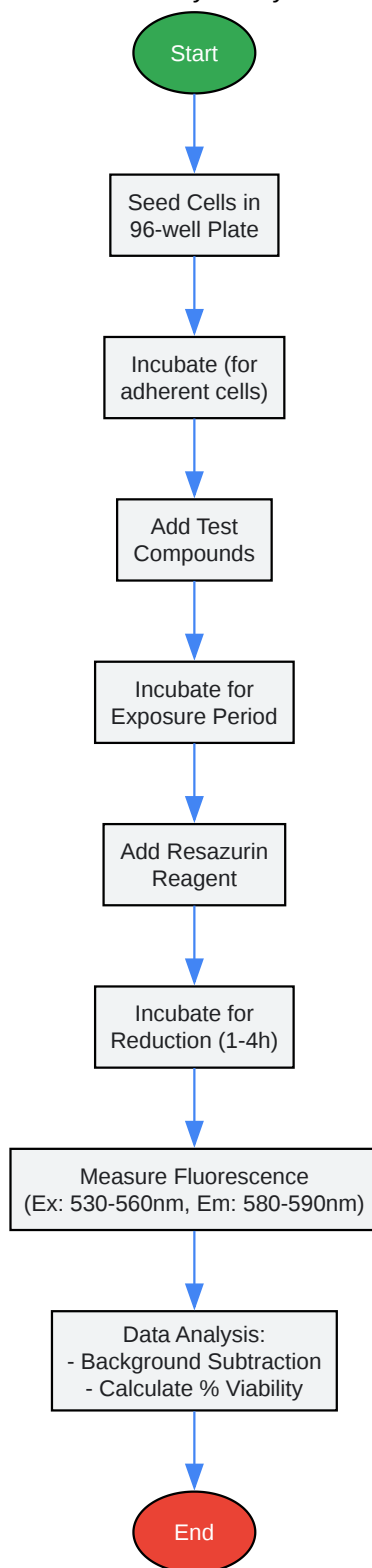 Start
Seed Cells in
96-well Plate
Incubate (for
adherent cells)
Add Test
Compounds
Incubate for
Exposure Period
Add Resazurin
Reagent
Incubate for
Reduction (1-4h)
Measure Fluorescence
(Ex: 530-560nm, Em: 580-590nm)
Data Analysis:
- Background Subtraction
- Calculate % Viability
End